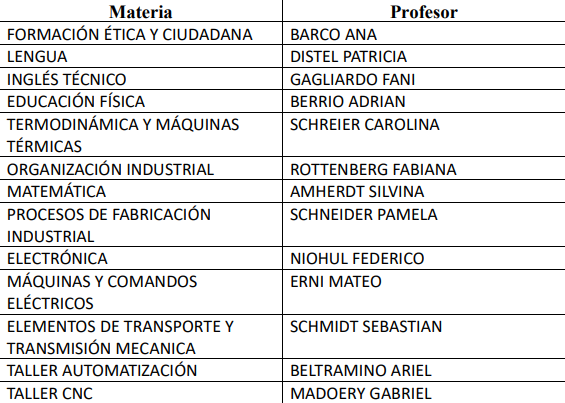 Materia Profesor
FORMACIÓN ÉTICA Y CIUDADANA BARCO ANA
LENGUA DISTEL PATRICIA
INGLÉS TÉCNICO GAGLIARDO FANI
EDUCACIÓN FÍSICA BERRIO ADRIAN
TERMODINÁMICA Y MÁQUINAS SCHREIER CAROLINA
TÉRMICAS
ORGANIZACIÓN INDUSTRIAL ROTTENBERG FABIANA
MATEMÁTICA AMHERDT SILVINA
PROCESOS DE FABRICACIÓN SCHNEIDER PAMELA
INDUSTRIAL
ELECTRÓNICA NIOHUL FEDERICO
MÁQUINAS Y COMANDOS ERNI MATEO
ELÉCTRICOS
ELEMENTOS DE TRANSPORTE Y SCHMIDT SEBASTIAN
TRANSMISIÓN MECANICA
TALLER AUTOMATIZACIÓN BELTRAMINO ARIEL
TALLER CNC MADOERY GABRIEL